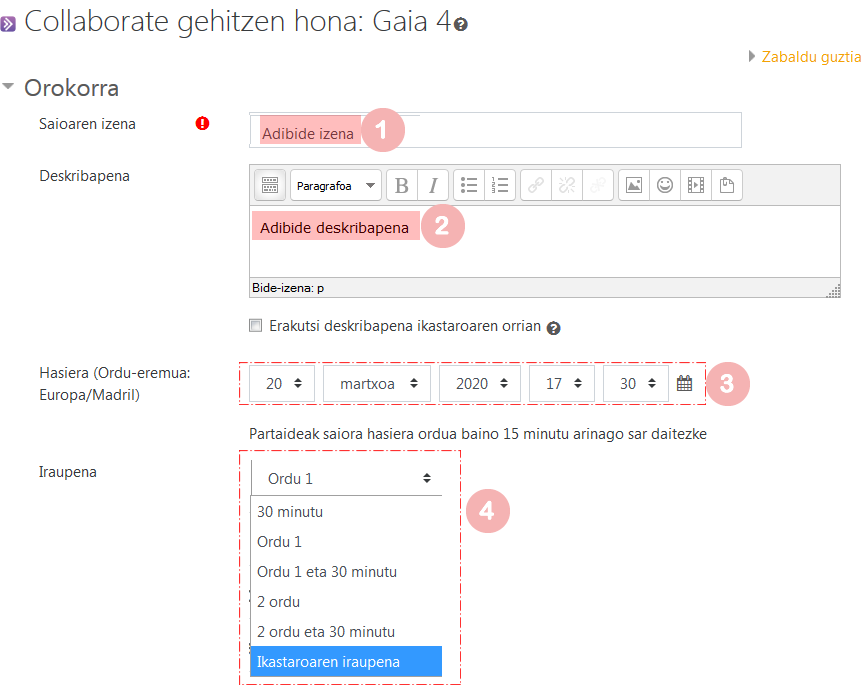 Collaborate gehitzen hona: Gaia 4
Zabaldu guztia
Orokorra
Saioaren izena
Adibide izena 1
Deskribapena
Paragrafoa B I
Adibide deskribapena 2
Bide-izena: p
Erakutsi deskribapena ikastaroaren orrian
Hasiera (Ordu-eremua:
Europa/Madril)
20 martxoa 2020 17 30 3
Partaideak saiora hasiera ordua baino 15 minutu arinago sar daitezke
Iraupena
Ordu 1
4
30 minutu
Ordu 1
Ordu 1 eta 30 minutu
2 ordu
2 ordu eta 30 minutu
Ikastaroaren iraupena